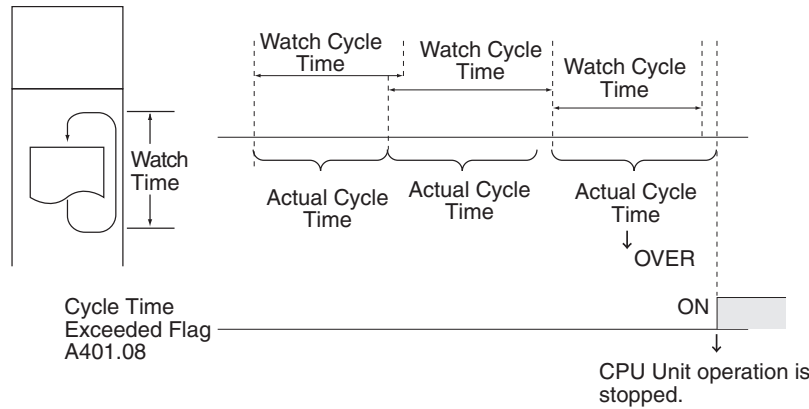 Watch Cycle
Time
Watch Cycle
Time
Watch Cycle
Time
Watch
Time
Actual Cycle
Time
Actual Cycle
Time
Actual Cycle
Time
OVER
Cycle Time
Exceeded Flag
A401.08
ON
CPU Unit operation is
stopped.